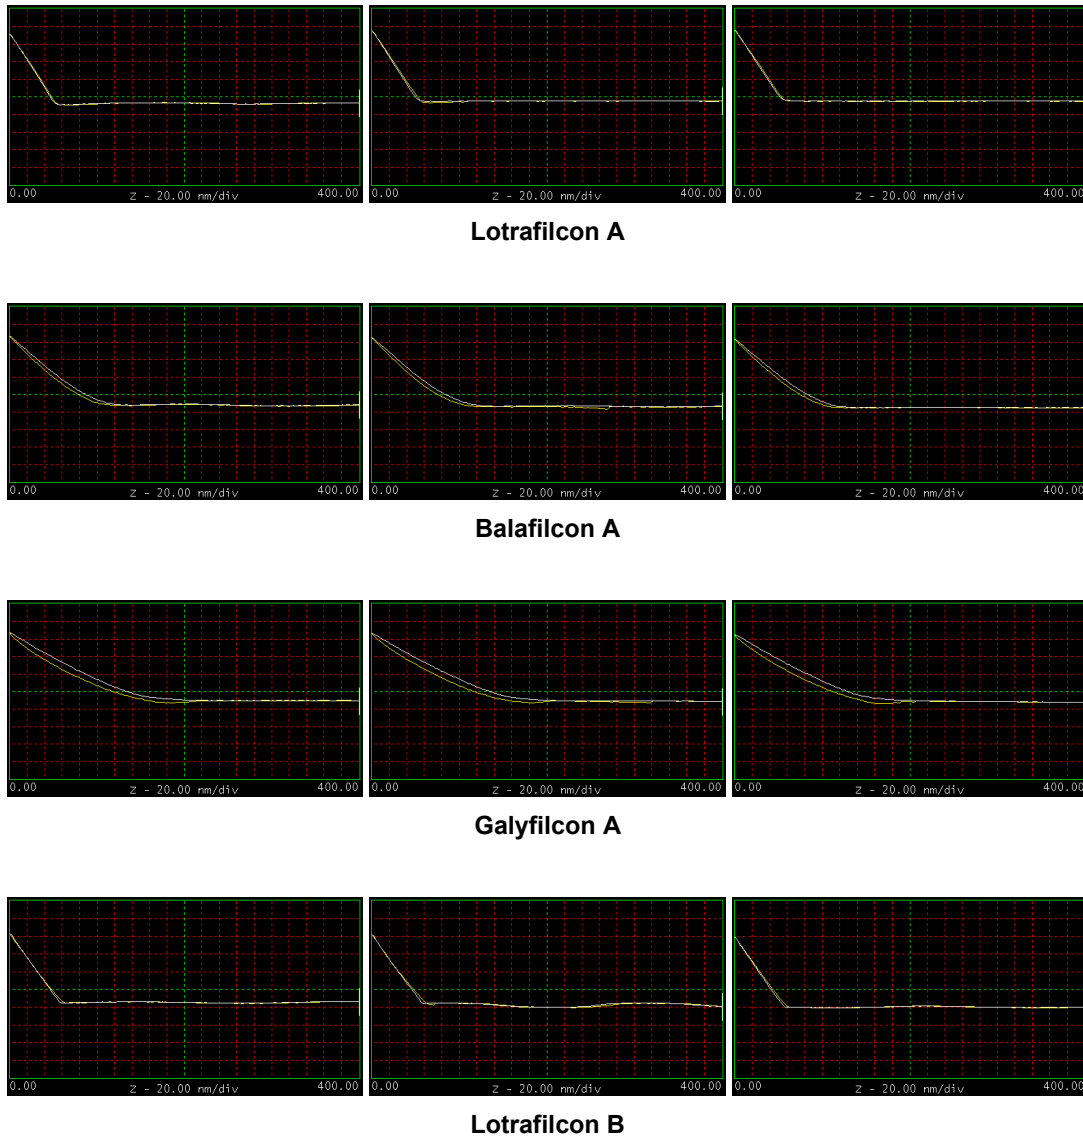 0.00 Z - 20.00 nm/div 400.00 0.00 Z - 20.00 nm/div 400.00 0.00 Z - 20.00 nm/div 400.00
Lotrafilcon A
0.00 Z - 20.00 nm/div 400.00 0.00 Z - 20.00 nm/div 400.00 0.00 Z - 20.00 nm/div 400.00
Balafilcon A
0.00 Z - 20.00 nm/div 400.00 0.00 Z - 20.00 nm/div 400.00 0.00 Z - 20.00 nm/div 400.00
Galyfilcon A
0.00 Z - 20.00 nm/div 400.00 0.00 Z - 20.00 nm/div 400.00 0.00 Z - 20.00 nm/div 400.00
Lotrafilcon B